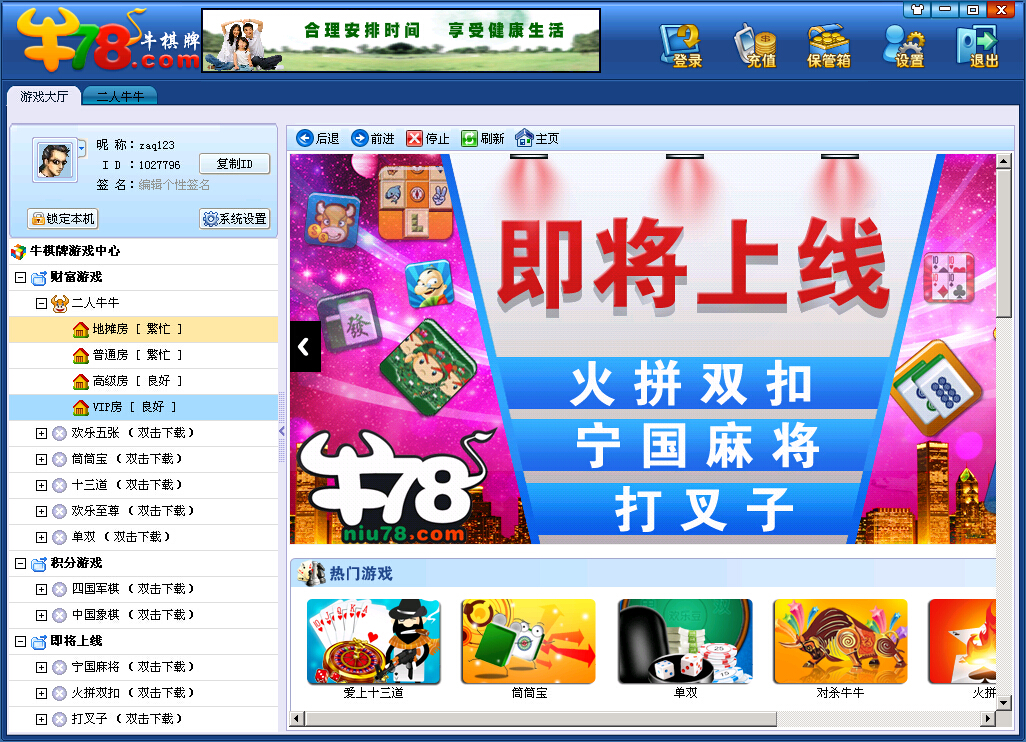 牛78.com 牛棋牌
合理安排时间 享受健康生活
登录 充值 保管箱 设置 退出
游戏大厅 二人牛牛
昵 称：zaq123
I D：1027796 复制ID
签 名：编辑个性签名
锁定本机 系统设置
牛棋牌游戏中心
财富游戏
二人牛牛
地摊房 [ 繁忙 ]
普通房 [ 繁忙 ]
高级房 [ 良好 ]
VIP房 [ 良好 ]
欢乐五张 （双击下载）
筒筒宝 （双击下载）
十三道 （双击下载）
欢乐至尊 （双击下载）
单双 （双击下载）
积分游戏
四国军棋 （双击下载）
中国象棋 （双击下载）
即将上线
宁国麻将 （双击下载）
火拼双扣 （双击下载）
打叉子 （双击下载）
后退 前进 停止 刷新 主页
即将上线
火拼双扣
宁国麻将
打叉子
發
牛78
niu78.com
热门游戏
爱上十三道 筒筒宝 单双 对杀牛牛 火拼